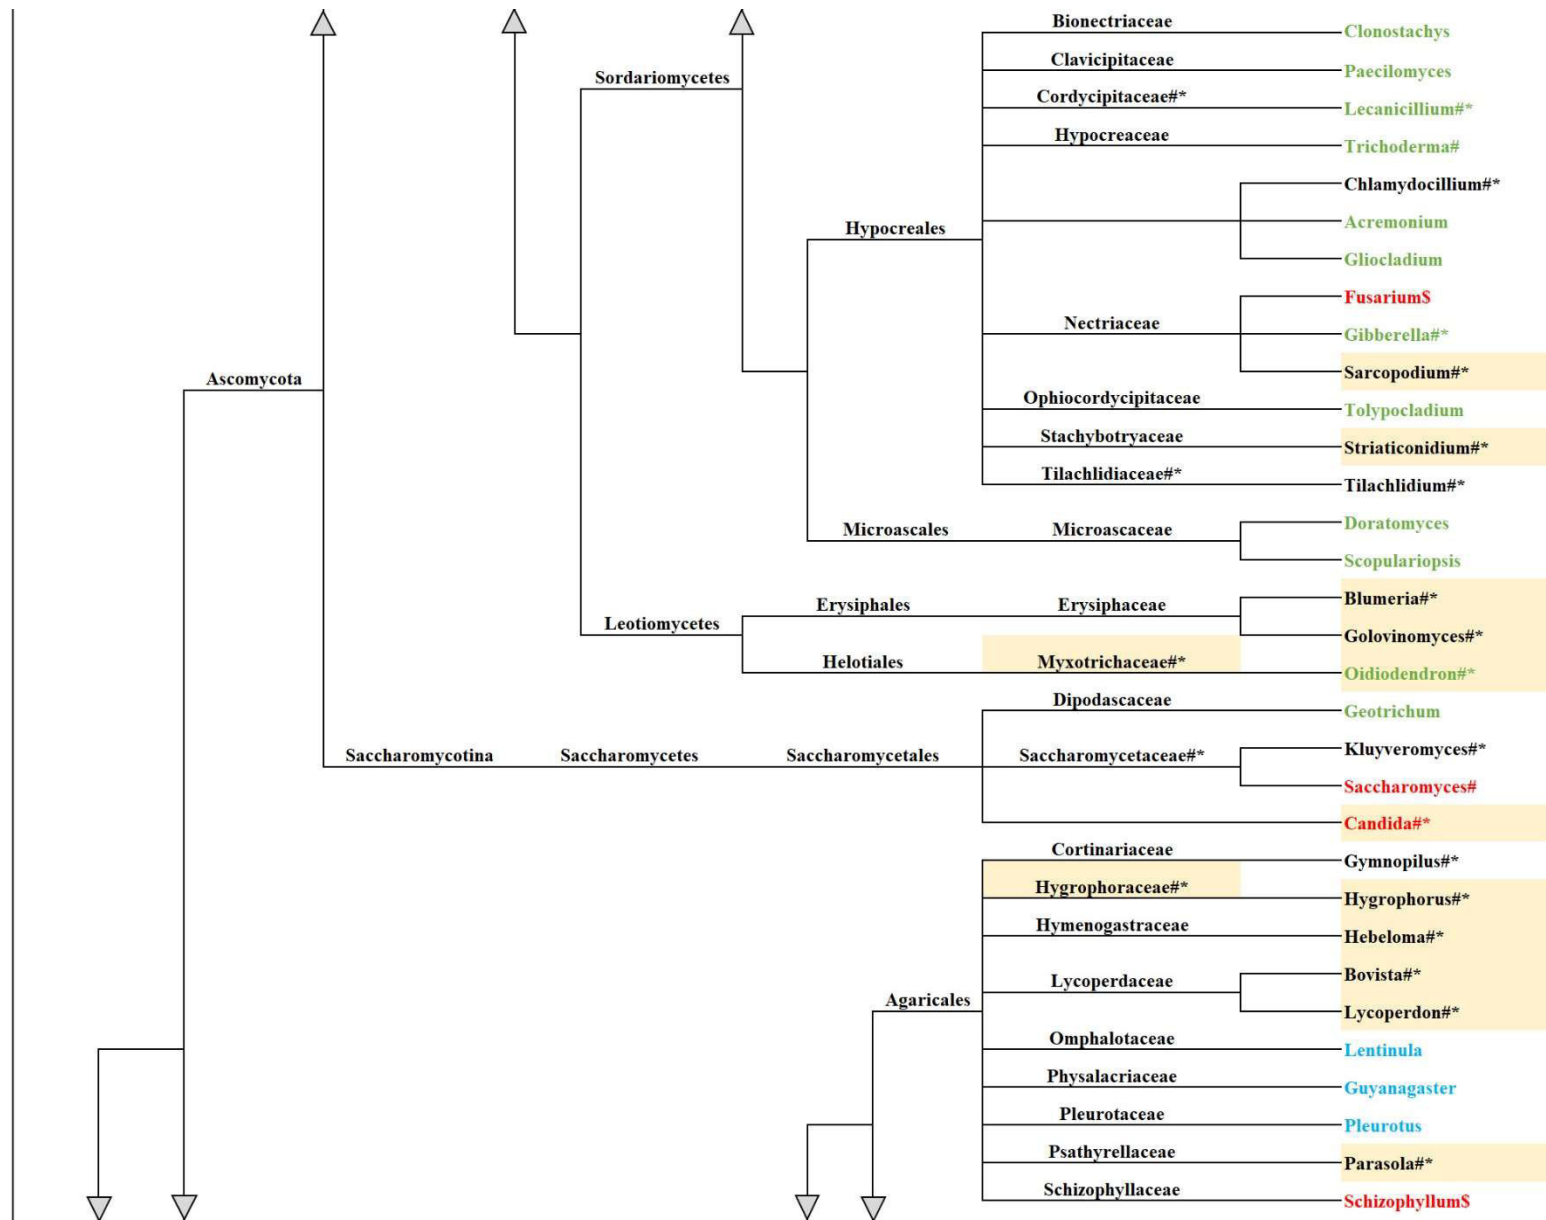 Bionectriaceae
Clonostachys
Clavicipitaceae
Paecilomyces
Sordariomycetes
Cordycipitaceae#*
Lecanicillium#*
Hypocreaceae
Trichoderma#
Chlamydocillium#*
Hypocreales
Acremonium
Gliocladium
Fusarium$
Nectriaceae
Gibberella#*
Sarcopodium#*
Ascomycota
Ophiocordycipitaceae
Tolypocladium
Stachybotryaceae
Striaticonidium#*
Tilachlidiaceae#*
Tilachlidium#*
Doratomyces
Microascales
Microascaceae
Scopulariopsis
Blumeria#*
Erysiphales
Erysiphaceae
Leotiomycetes
Golovinomyces#*
Helotiales
Myxotrichaceae#*
Oidiodendron#*
Dipodascaceae
Geotrichum
Kluyveromyces#*
Saccharomycotina
Saccharomycetes
Saccharomycetales
Saccharomycetaceae#*
Saccharomyces#
Candida#*
Cortinariaceae
Gymnopilus#*
Hygrophoraceae#*
Hygrophorus#*
Hymenogastraceae
Hebeloma#*
Bovista#*
Lycoperdaceae
Agaricales
Lycoperdon#*
Omphalotaceae
Lentinula
Physalacriaceae
Guyanagaster
Pleurotaceae
Pleurotus
Psathyrellaceae
Parasola#*
Schizophyllaceae
Schizophyllum$